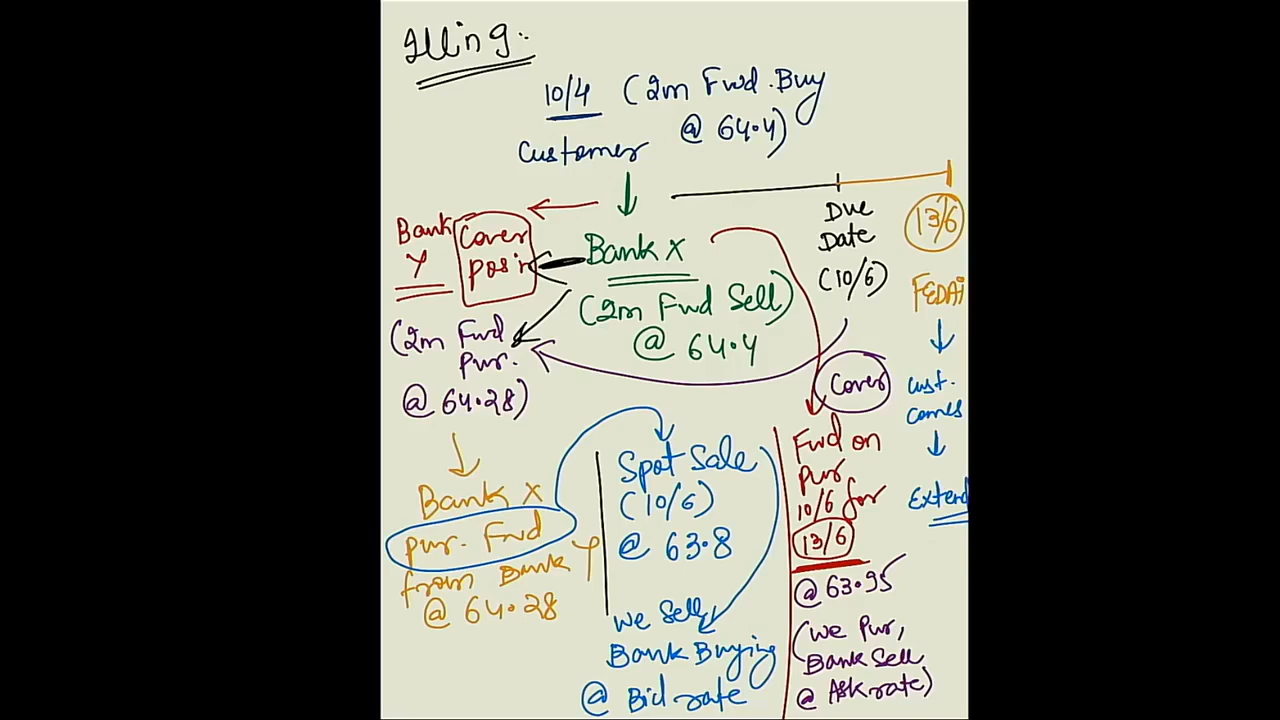 Illing:
10/4 (2m Fwd. Buy
@ 64.4)
Customer
Bank
Y
Cover
posin
Bank X
(2m Fwd Sell)
@ 64.4
Due
Date
(10/6)
13/6
FEDAI
(2m Fwd
Pur.
@ 64.28)
Cover
Cust.
comes
Extend
Bank X
pur. Fwd
from Bank Y
@ 64.28
Spot Sale
(10/6)
@ 63.8
we Sell,
Bank Buying
@ Bid rate
Fwd on
pur
10/6 for
13/6
@ 63.95
(we Pur,
Bank Sell
@ Ask rate)